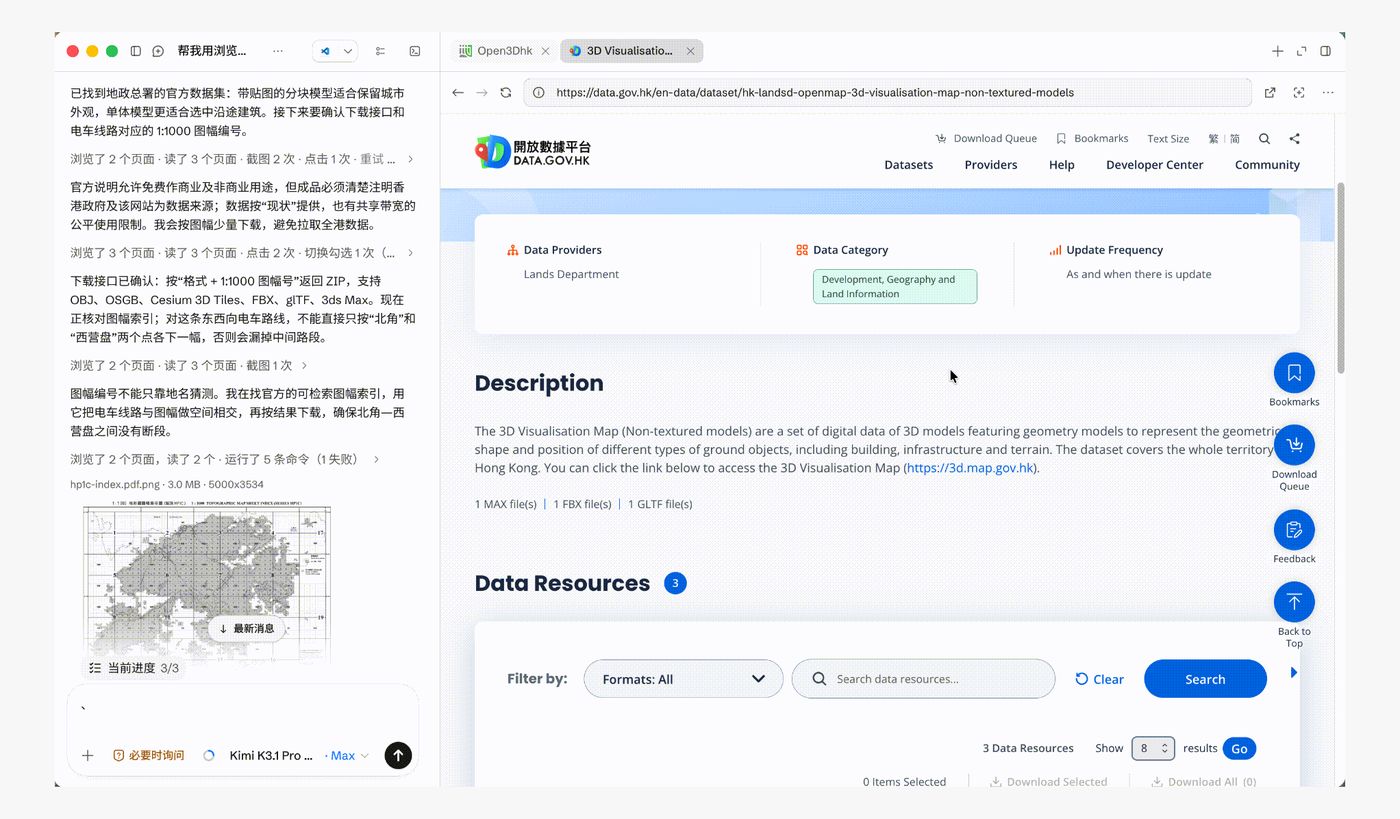 帮我用浏览... ···
已找到地政总署的官方数据集：带贴图的分块模型适合保留城市
外观，单体模型更适合选中沿途建筑。接下来要确认下载接口和
电车线路对应的 1:1000 图幅编号。
浏览了 2 个页面 · 读了 3 个页面 · 截图 2 次 · 点击 1 次 · 重试 ...
官方说明允许免费作商业及非商业用途，但成品必须清楚注明香
港政府及该网站为数据来源；数据按“现状”提供，也有共享带宽的
公平使用限制。我会按图幅少量下载，避免拉取全港数据。
浏览了 3 个页面 · 读了 3 个页面 · 点击 2 次 · 切换勾选 1 次（...
下载接口已确认：按“格式 + 1:1000 图幅号”返回 ZIP，支持
OBJ、OSGB、Cesium 3D Tiles、FBX、glTF、3ds Max。现在
正核对图幅索引；对这条东西向电车路线，不能直接只按“北角”和
“西营盘”两个点各下一幅，否则会漏掉中间路段。
浏览了 2 个页面 · 读了 3 个页面 · 截图 1 次
图幅编号不能只靠地名猜测。我在找官方的可检索图幅索引，用
它把电车线路与图幅做空间相交，再按结果下载，确保北角—西
营盘之间没有断段。
浏览了 2 个页面，读了 2 个 · 运行了 5 条命令（1 失败）
hp1c-index.pdf.png · 3.0 MB · 5000x3534
最新消息
当前进度 3/3
、
必要时询问
Kimi K3.1 Pro ... · Max
Open3Dhk
3D Visualisatio...
https://data.gov.hk/en-data/dataset/hk-landsd-openmap-3d-visualisation-map-non-textured-models
開放數據平台
DATA.GOV.HK
Download Queue
Bookmarks
Text Size
繁 | 简
Datasets
Providers
Help
Developer Center
Community
Data Providers
Lands Department
Data Category
Development, Geography and
Land Information
Update Frequency
As and when there is update
Description
The 3D Visualisation Map (Non-textured models) are a set of digital data of 3D models featuring geometry models to represent the geometric
shape and position of different types of ground objects, including building, infrastructure and terrain. The dataset covers the whole territory
Hong Kong. You can click the link below to access the 3D Visualisation Map (https://3d.map.gov.hk).
1 MAX file(s) | 1 FBX file(s) | 1 GLTF file(s)
Data Resources 3
Filter by:
Formats: All
Search data resources...
Clear
Search
3 Data Resources
Show 8 results Go
0 Items Selected
Download Selected
Download All (0)
Bookmarks
Download
Queue
Feedback
Back to
Top